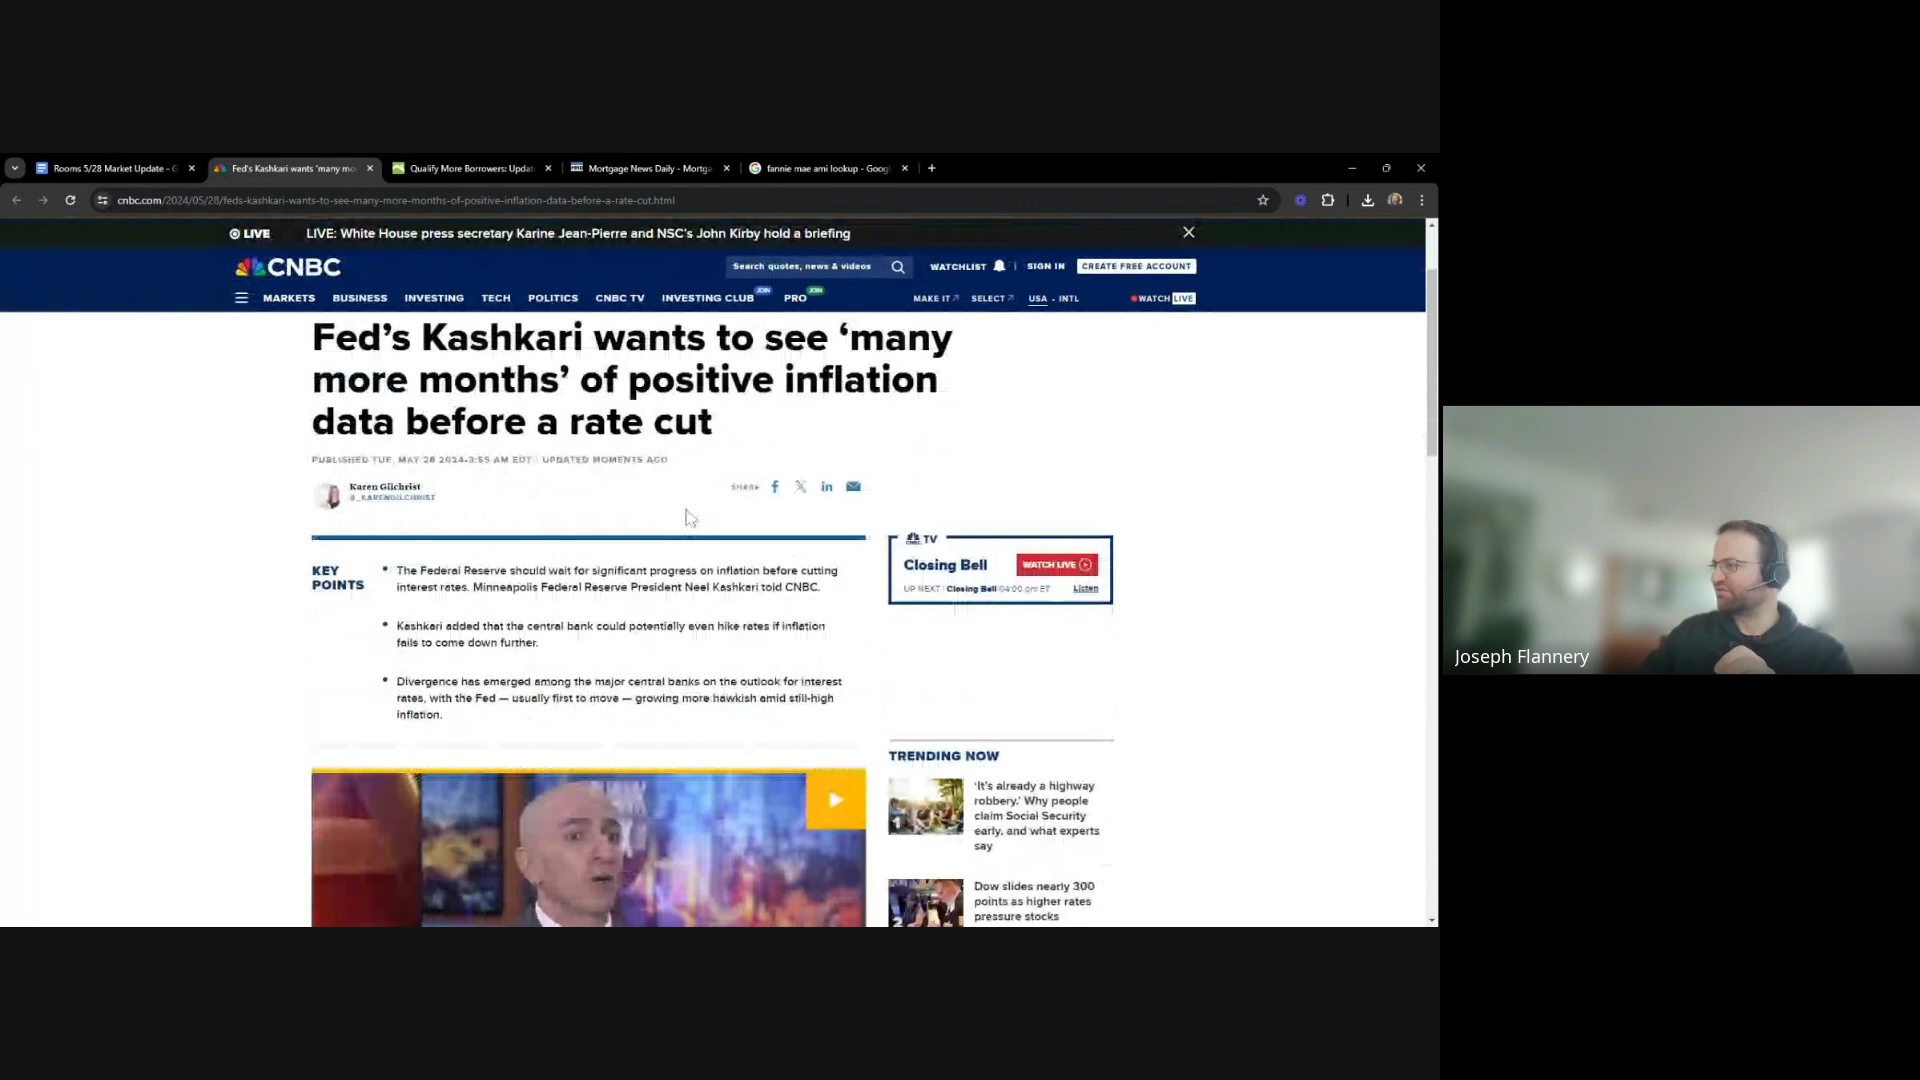 Rooms 5/28 Market Update - G
Fed's Kashkari wants 'many mo
Qualify More Borrowers: Updat
Mortgage News Daily - Mortga
fannie mae ami lookup - Googl
cnbc.com/2024/05/28/feds-kashkari-wants-to-see-many-more-months-of-positive-inflation-data-before-a-rate-cut.html
LIVE
LIVE: White House press secretary Karine Jean-Pierre and NSC's John Kirby hold a briefing
CNBC
Search quotes, news & videos
WATCHLIST
SIGN IN
CREATE FREE ACCOUNT
MARKETS
BUSINESS
INVESTING
TECH
POLITICS
CNBC TV
INVESTING CLUB
JOIN
PRO
JOIN
MAKE IT
SELECT
USA • INTL
WATCH LIVE
Fed's Kashkari wants to see 'many
more months' of positive inflation
data before a rate cut
PUBLISHED TUE, MAY 28 2024 3:55 AM EDT
UPDATED MOMENTS AGO
Karen Gilchrist
@_KARENGILCHRIST
SHARE
KEY
POINTS
• The Federal Reserve should wait for significant progress on inflation before cutting
interest rates, Minneapolis Federal Reserve President Neel Kashkari told CNBC.
• Kashkari added that the central bank could potentially even hike rates if inflation
fails to come down further.
• Divergence has emerged among the major central banks on the outlook for interest
rates, with the Fed — usually first to move — growing more hawkish amid still-high
inflation.
TV
Closing Bell
WATCH LIVE
UP NEXT | Closing Bell 04:00 pm ET
Listen
TRENDING NOW
1
'It's already a highway
robbery.' Why people
claim Social Security
early, and what experts
say
2
Dow slides nearly 300
points as higher rates
pressure stocks
Joseph Flannery